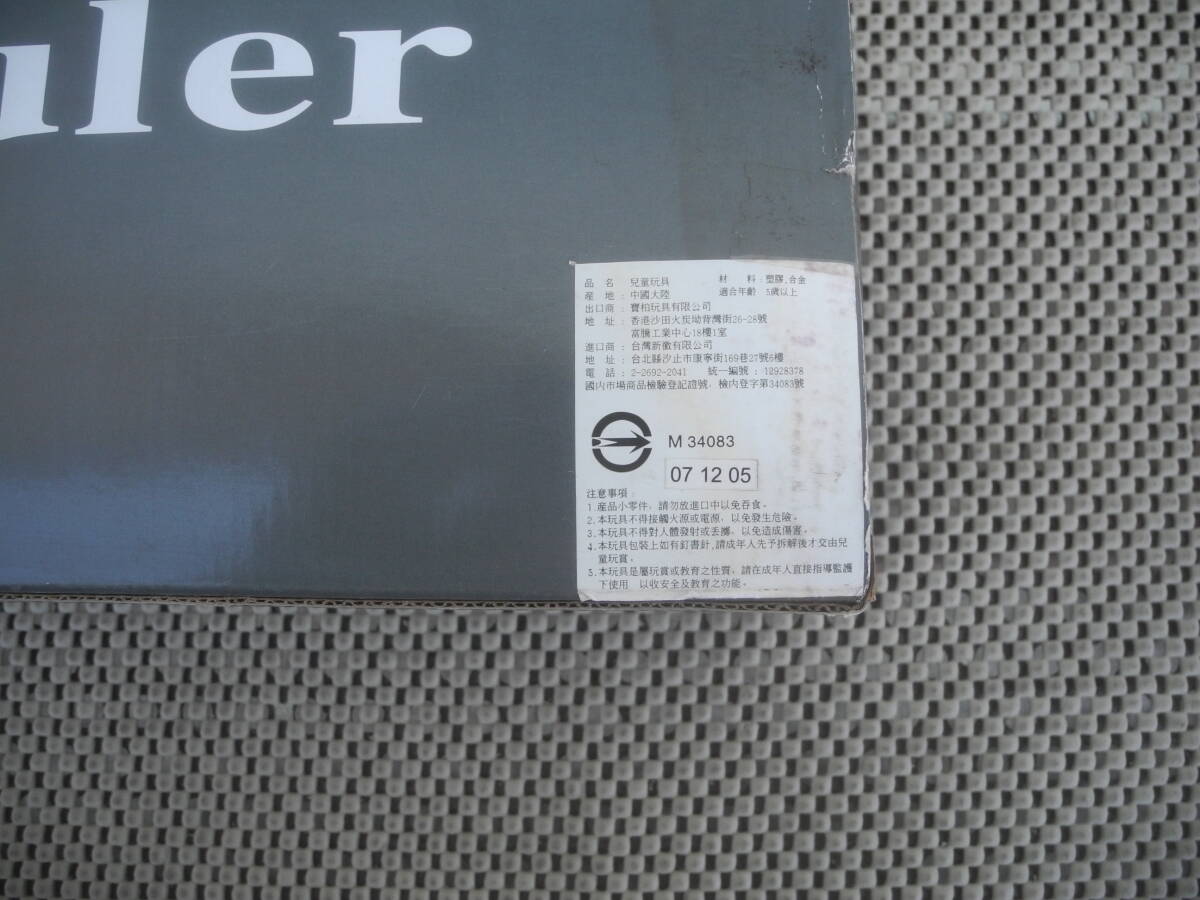 uler
品 名 : 兒童玩具 材 料 : 塑膠,合金
產 地 : 中國大陸 適合年齡 5歲以上
出口商 : 寶柏玩具有限公司
地 址 : 香港沙田火炭坳背灣街26-28號
富騰工業中心18樓1室
進口商 : 台灣新徽有限公司
地 址 : 台北縣汐止市康寧街169巷27號6樓
電 話 : 2-2692-2041 統一編號 : 12928378
國內市場商品檢驗登記證號, 檢內登字第34083號
M 34083
07 12 05
注意事項 :
1.產品小零件, 請勿放進口中以免吞食。
2.本玩具不得接觸火源或電源, 以免發生危險。
3.本玩具不得對人體發射或丟擲, 以免造成傷害。
4.本玩具包裝上如有釘書針,請成年人先予拆解後才交由兒
童玩賞。
5.本玩具是屬玩賞或教育之性質, 請在成年人直接指導監護
下使用 以收安全及教育之功能。